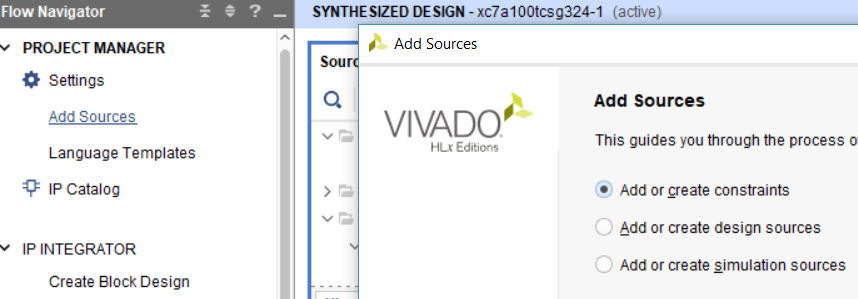 Flow Navigator
PROJECT MANAGER
Settings
Add Sources
Language Templates
IP Catalog
IP INTEGRATOR
Create Block Design
SYNTHESIZED DESIGN - xc7a100tcsg324-1 (active)
Sourc
Add Sources
VIVADO
HLx Editions
Add Sources
This guides you through the process o
Add or create constraints
Add or create design sources
Add or create simulation sources